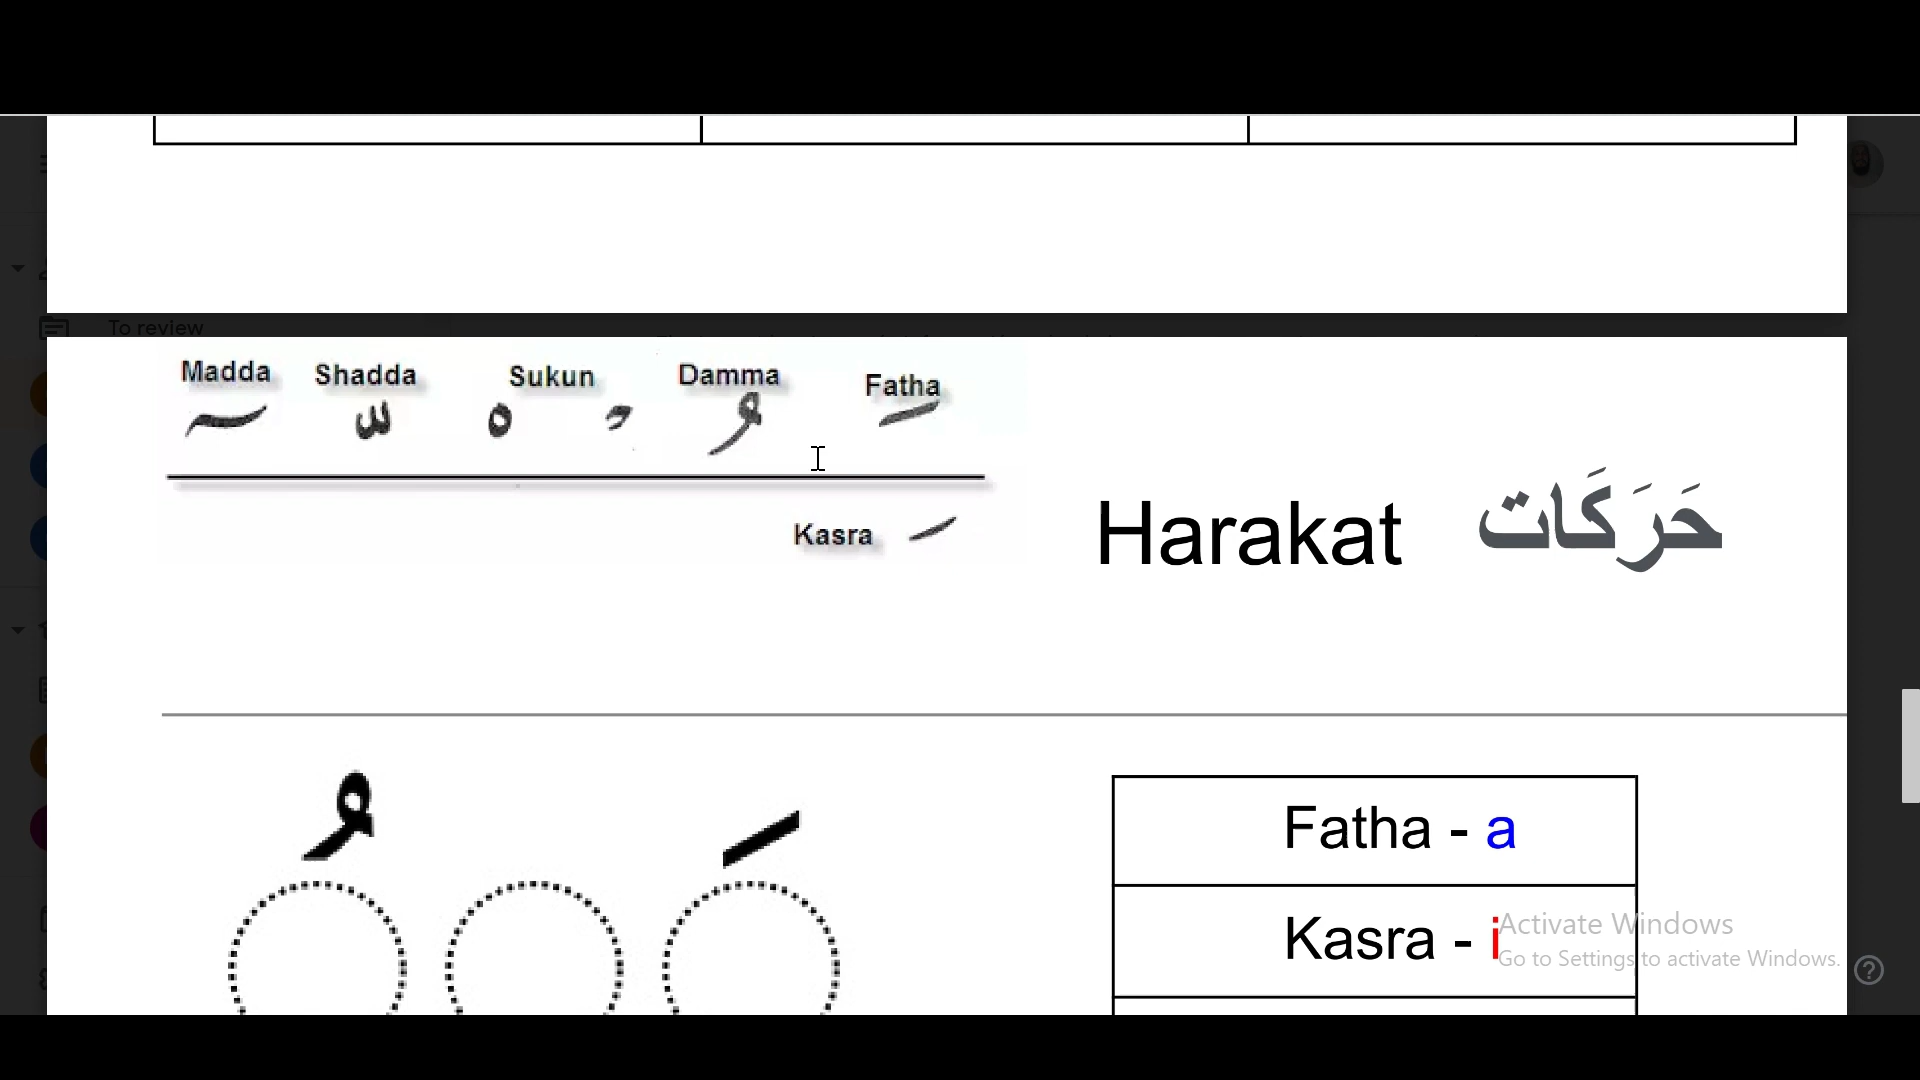 To review
Madda Shadda Sukun Damma Fatha
Kasra
Harakat حَرَكَات
Fatha - a
Kasra - i
Activate Windows
Go to Settings to activate Windows.